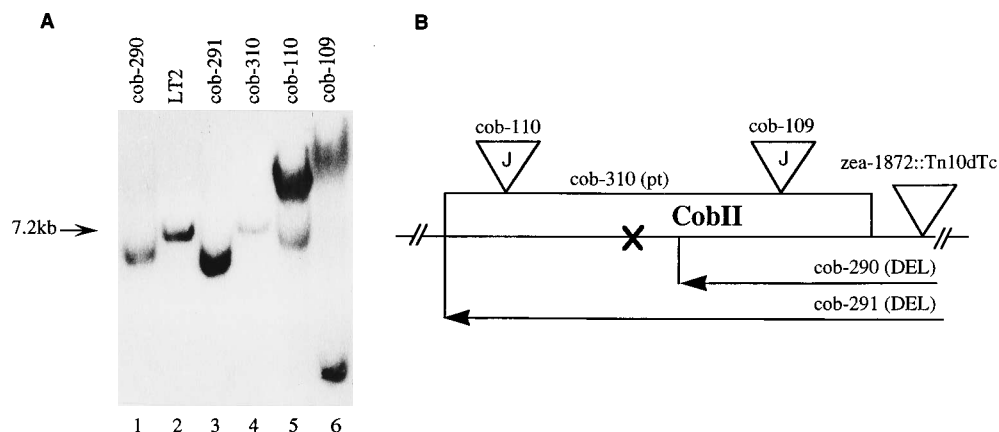 A
B
cob-290
LT2
cob-291
cob-310
cob-110
cob-109
7.2kb
1 2 3 4 5 6
cob-110
cob-109
J
J
zea-1872::Tn10dTc
cob-310 (pt)
CobII
cob-290 (DEL)
cob-291 (DEL)